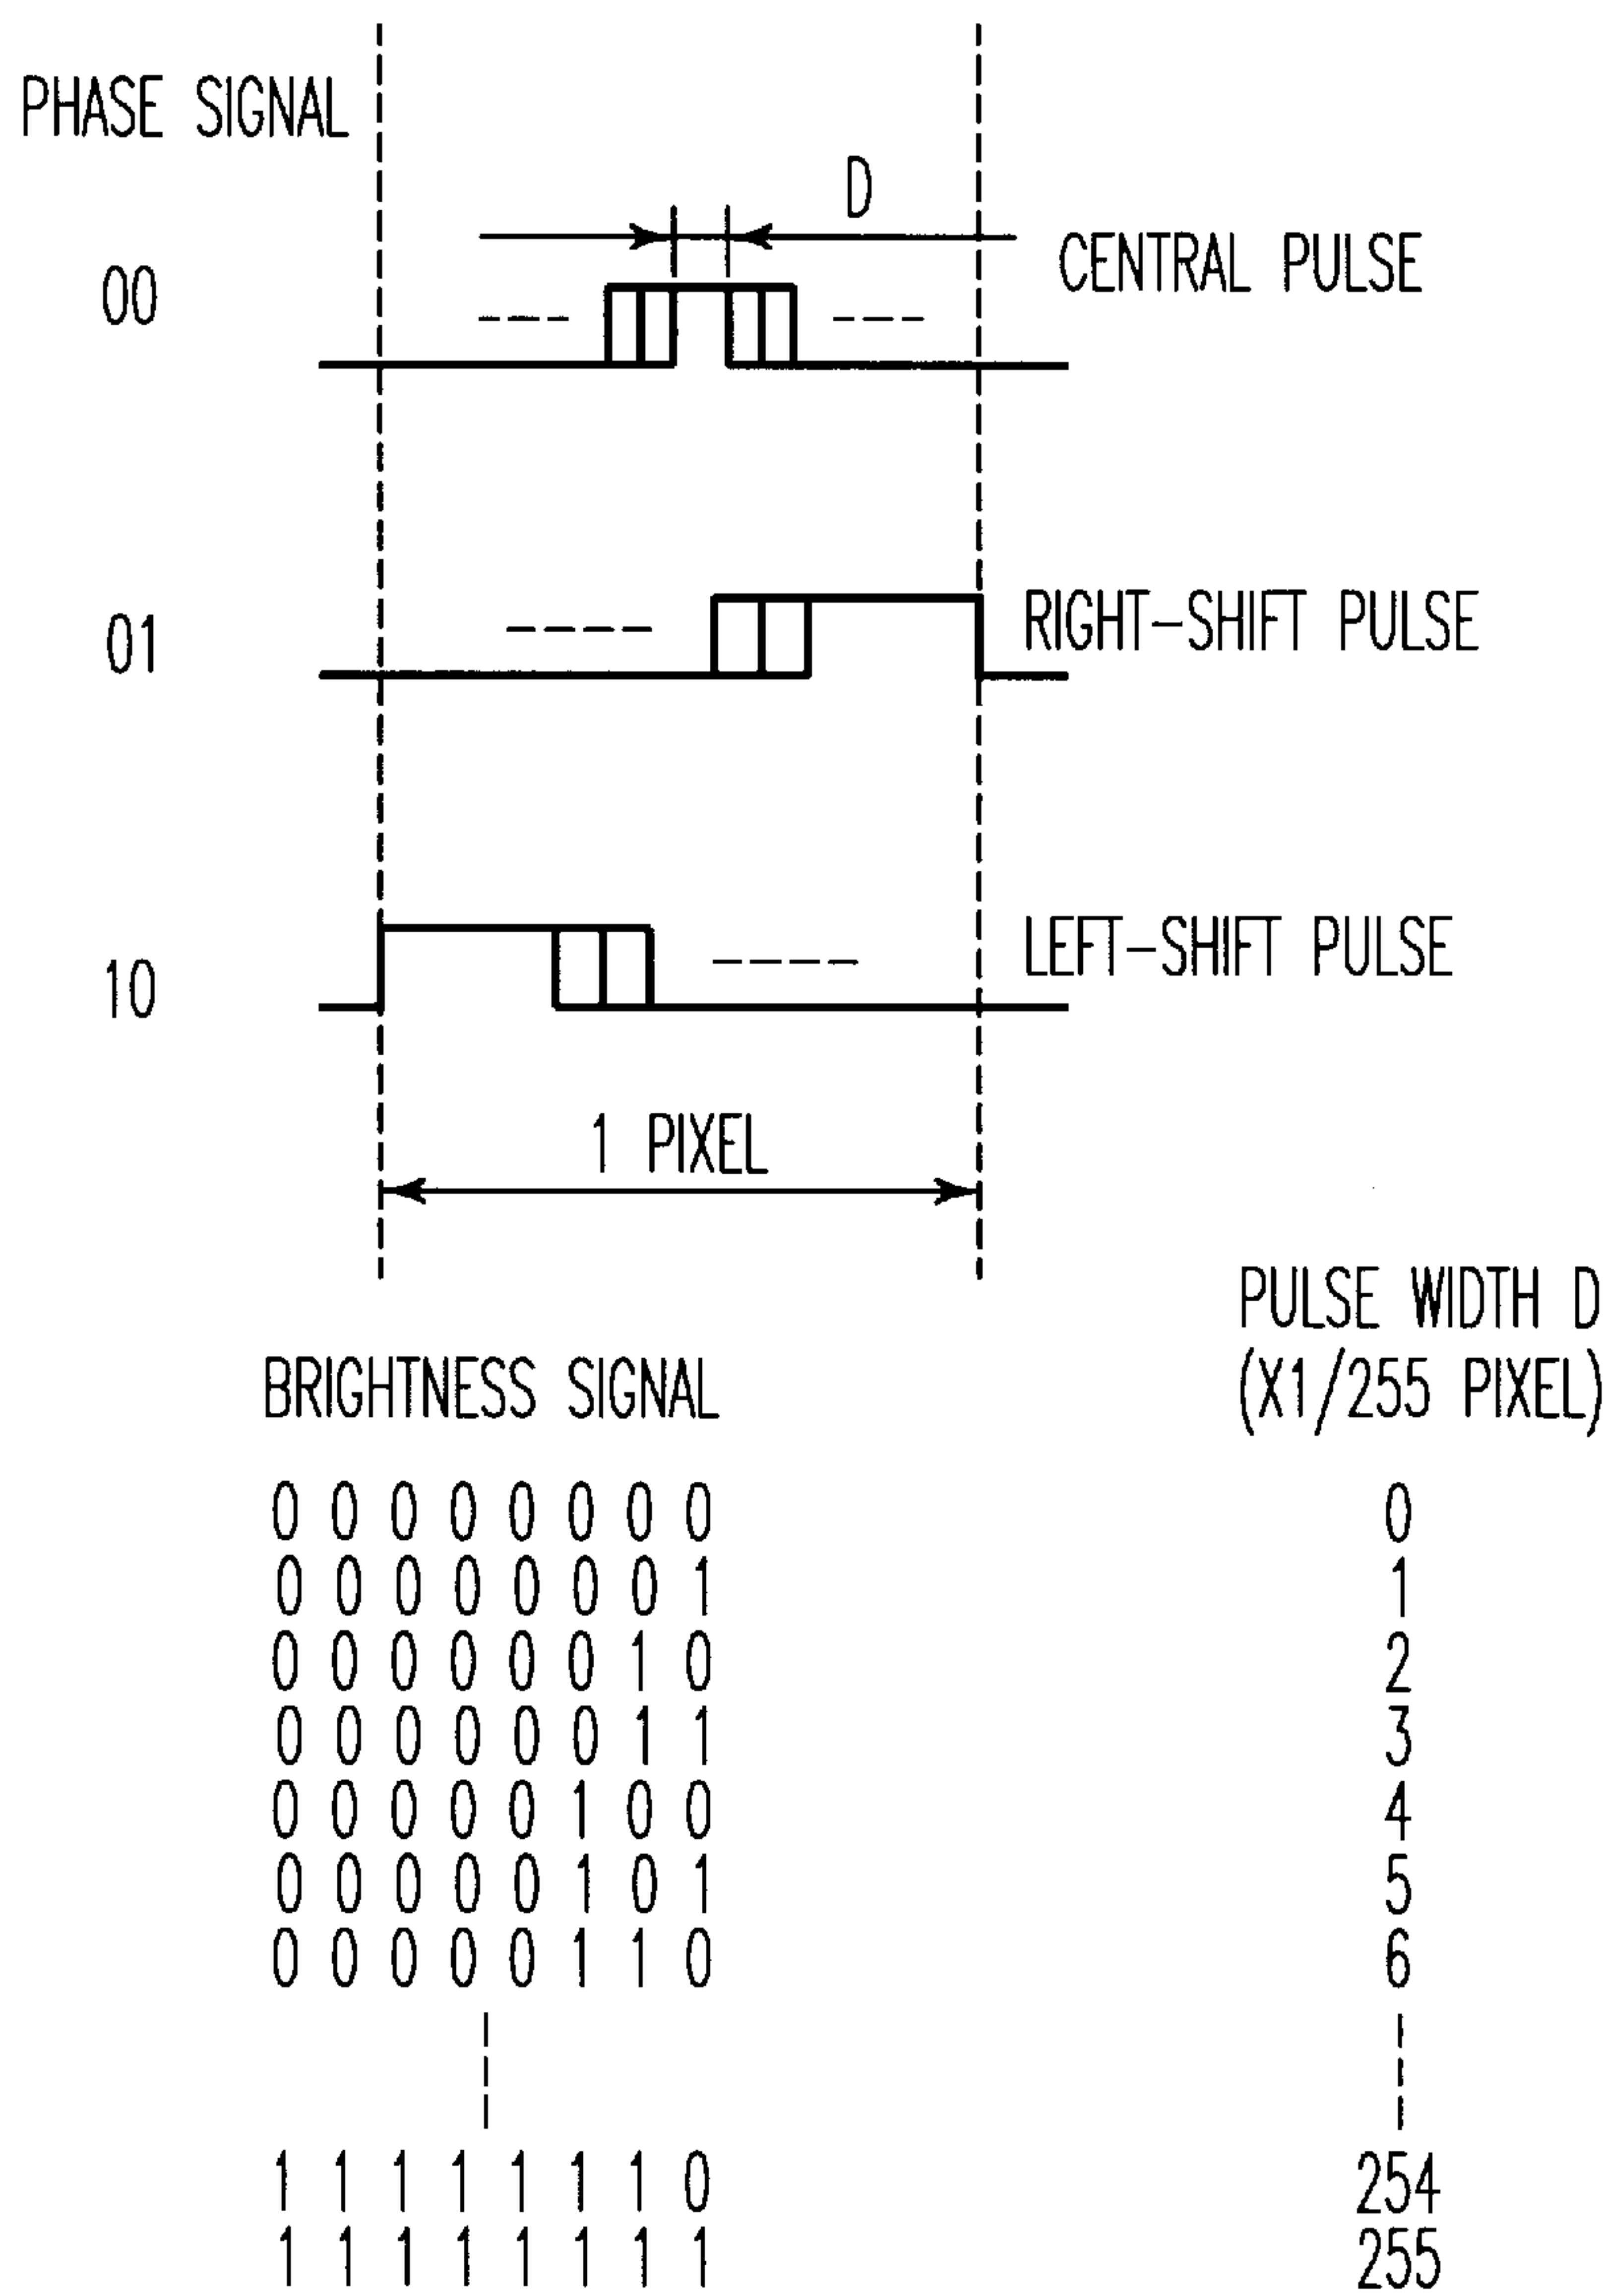 PHASE SIGNAL
D
00
CENTRAL PULSE
01
RIGHT-SHIFT PULSE
10
LEFT-SHIFT PULSE
1 PIXEL
PULSE WIDTH D
BRIGHTNESS SIGNAL (X1/255 PIXEL)
0 0 0 0 0 0 0 0 0
0 0 0 0 0 0 0 1 1
0 0 0 0 0 0 1 0 2
0 0 0 0 0 0 1 1 3
0 0 0 0 0 1 0 0 4
0 0 0 0 0 1 0 1 5
0 0 0 0 0 1 1 0 6
1 1 1 1 1 1 1 0 254
1 1 1 1 1 1 1 1 255